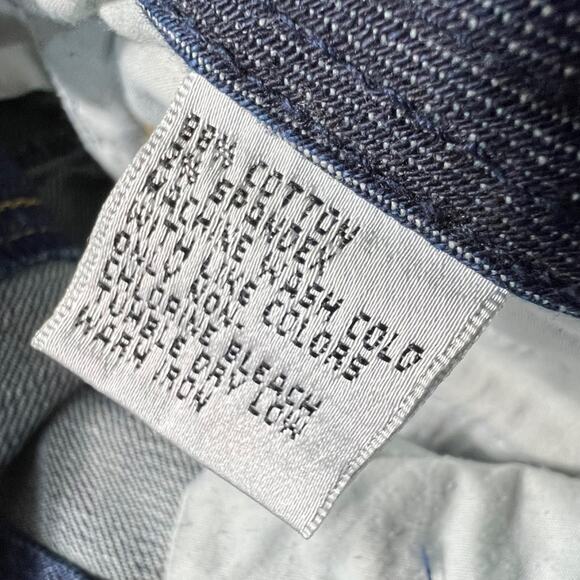 98% COTTON
2% SPANDEX
MACHINE WASH COLD
WITH LIKE COLORS
ONLY NON-
CHLORINE BLEACH
TUMBLE DRY LOW
WARM IRON